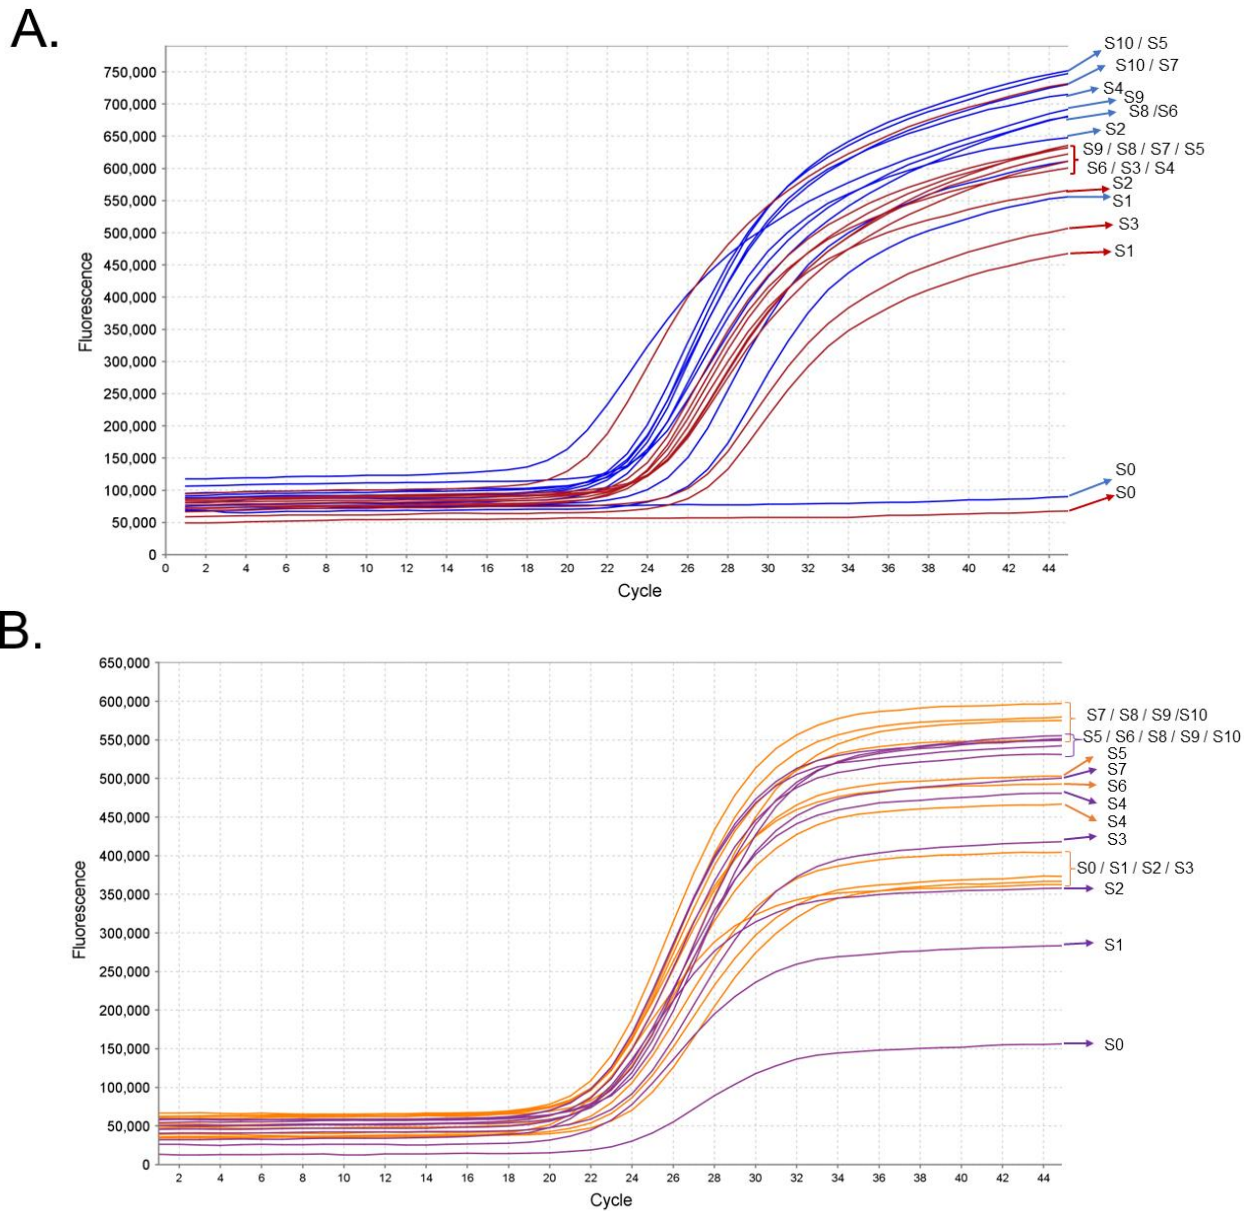 A.
S10 / S5
S10 / S7
S4
S9
S8 /S6
S2
S9 / S8 / S7 / S5
S6 / S3 / S4
S2
S1
S3
S1
S0
S0
750,000
700,000
650,000
600,000
550,000
500,000
450,000
400,000
350,000
300,000
250,000
200,000
150,000
100,000
50,000
0
Fluorescence
0 2 4 6 8 10 12 14 16 18 20 22 24 26 28 30 32 34 36 38 40 42 44
Cycle
B.
650,000
600,000
550,000
500,000
450,000
400,000
350,000
300,000
250,000
200,000
150,000
100,000
50,000
0
Fluorescence
S7 / S8 / S9 /S10
S5 / S6 / S8 / S9 / S10
S5
S7
S6
S4
S4
S3
S0 / S1 / S2 / S3
S2
S1
S0
2 4 6 8 10 12 14 16 18 20 22 24 26 28 30 32 34 36 38 40 42 44
Cycle